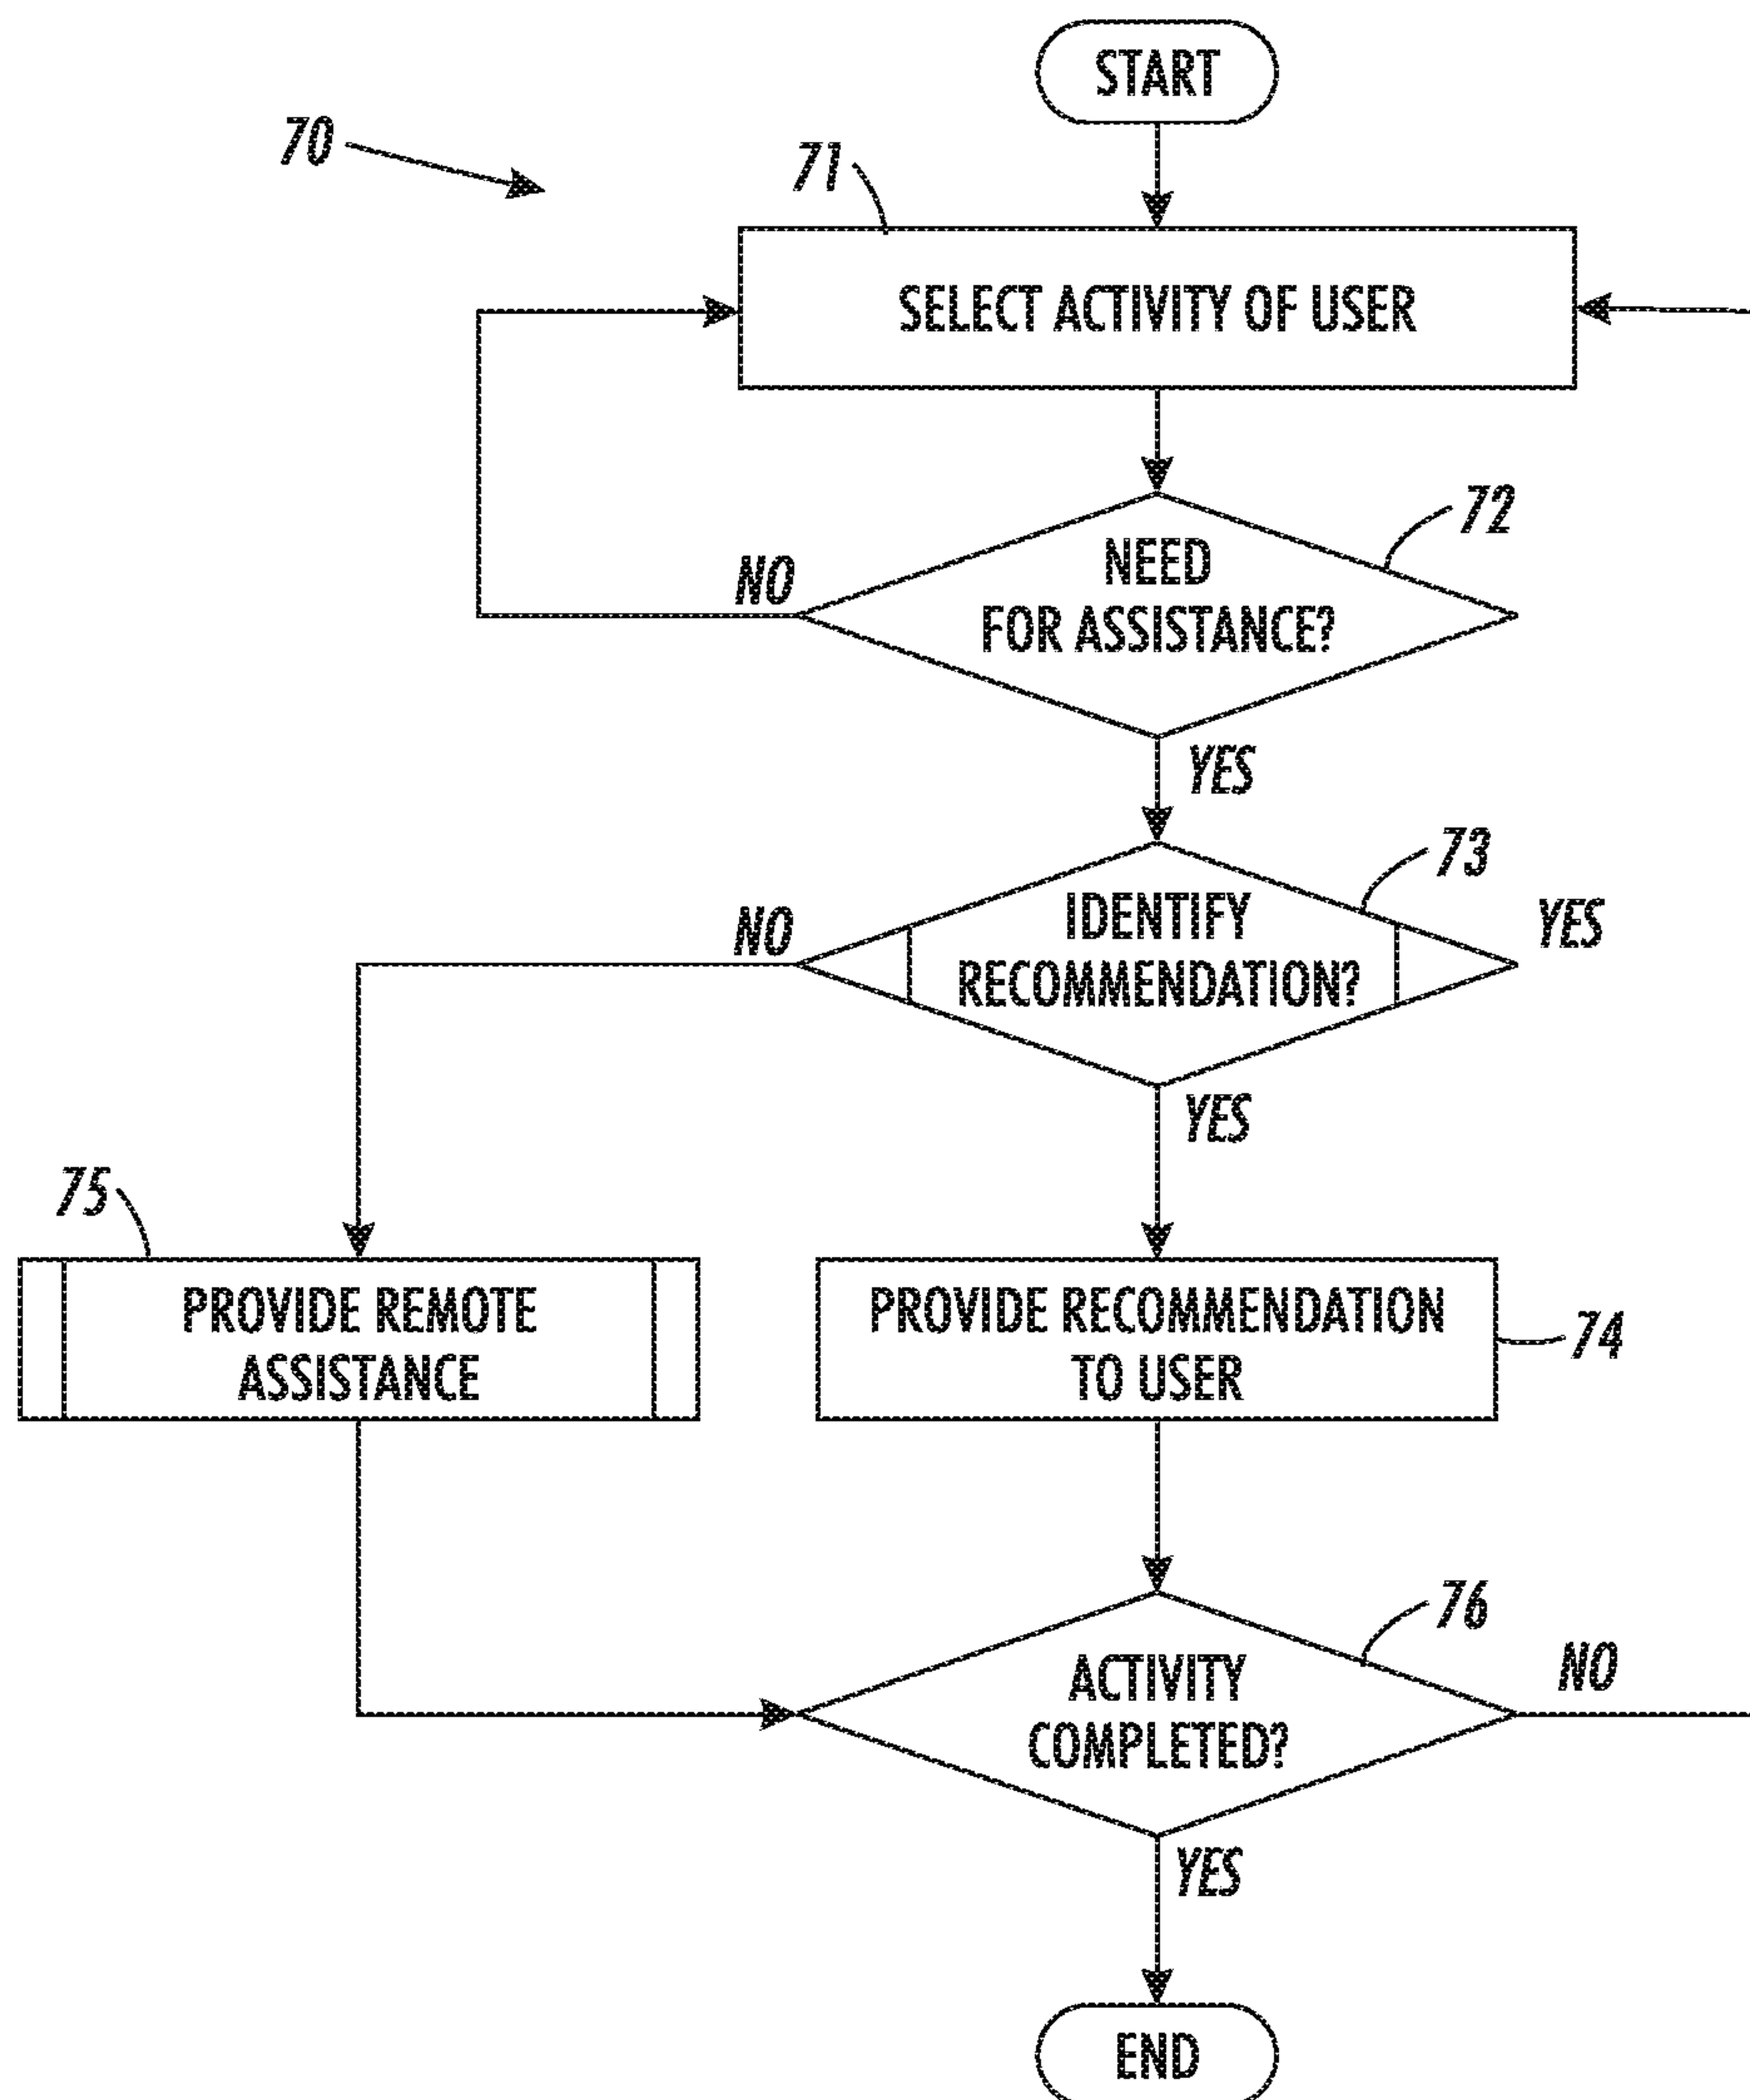 START
70
71
SELECT ACTIVITY OF USER
72
NEED
FOR ASSISTANCE?
NO
YES
73
IDENTIFY
RECOMMENDATION?
NO
YES
YES
75
PROVIDE REMOTE
ASSISTANCE
PROVIDE RECOMMENDATION
TO USER
74
76
ACTIVITY
COMPLETED?
NO
YES
END